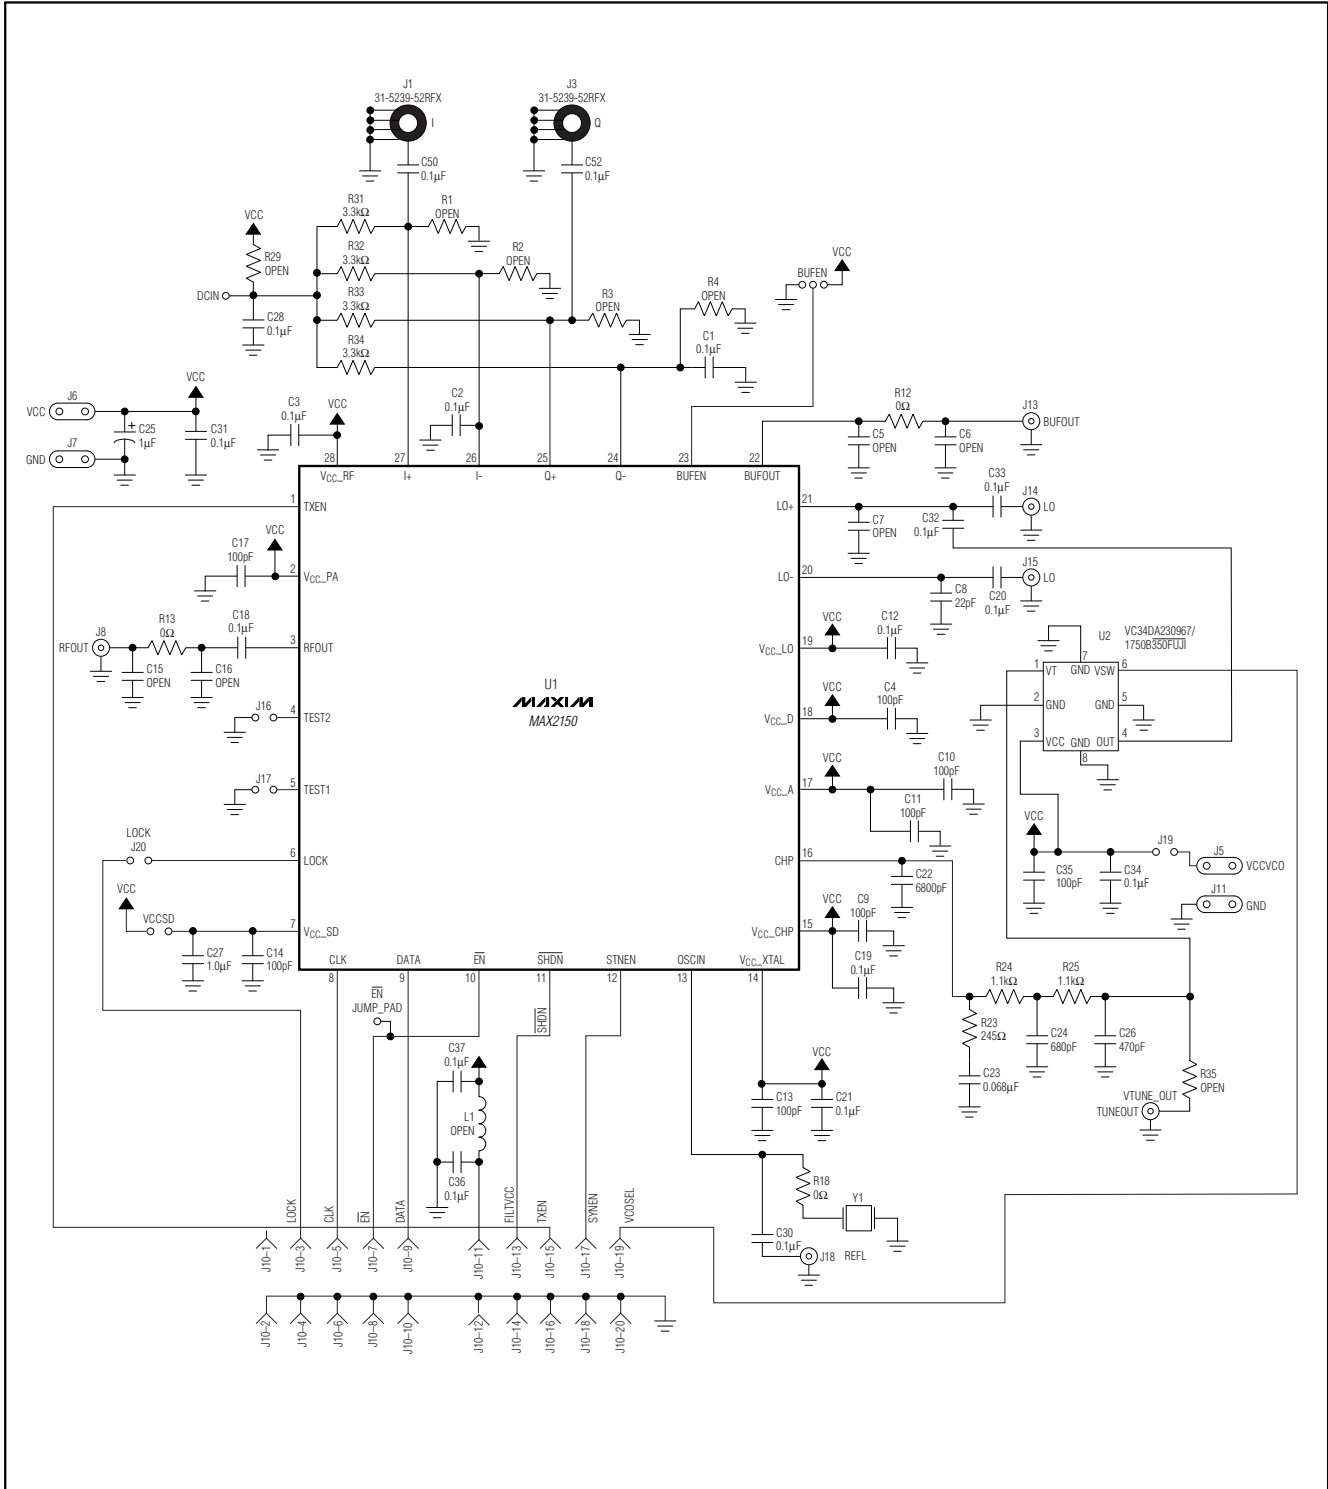 J1
31-5239-52RFX
I
J3
31-5239-52RFX
Q
C50
0.1µF
C52
0.1µF
R31
3.3kΩ
R1
OPEN
VCC
R29
OPEN
R32
3.3kΩ
R2
OPEN
DCIN
R33
3.3kΩ
R3
OPEN
C28
0.1µF
R34
3.3kΩ
R4
OPEN
C1
0.1µF
BUFEN
VCC
J6
VCC
J7
GND
+
C25
1µF
VCC
C31
0.1µF
C3
0.1µF
VCC
C2
0.1µF
R12
0Ω
C5
OPEN
C6
OPEN
J13
BUFOUT
28
27
26
25
24
23
22
VCC_RF
I+
I-
Q+
Q-
BUFEN
BUFOUT
1
TXEN
LO+
21
C7
OPEN
C32
0.1µF
C33
0.1µF
J14
LO
C17
100pF
VCC
2
VCC_PA
LO-
20
C8
22pF
C20
0.1µF
J15
LO
J8
RFOUT
R13
0Ω
C18
0.1µF
C15
OPEN
C16
OPEN
3
RFOUT
VCC_LO
19
VCC
C12
0.1µF
U2
VC34DA230967/
1750B350FUJI
1
VT
7
GND
VSW
6
2
GND
GND
5
3
VCC
GND
8
OUT
4
U1
MAXIM
MAX2150
J16
4
TEST2
VCC_D
18
VCC
C4
100pF
J17
5
TEST1
VCC_A
17
VCC
C10
100pF
C11
100pF
LOCK
J20
6
LOCK
CHP
16
C22
6800pF
VCC
C35
100pF
C34
0.1µF
J19
J5
VCCVCO
J11
GND
VCC
VCCSD
7
VCC_SD
C27
1.0µF
C14
100pF
VCC_CHP
15
VCC
C9
100pF
C19
0.1µF
CLK
DATA
EN
SHDN
STNEN
OSCIN
VCC_XTAL
8
9
10
11
12
13
14
R24
1.1kΩ
R25
1.1kΩ
R23
245Ω
C24
680pF
C26
470pF
C23
0.068µF
R35
OPEN
VTUNE_OUT
TUNEOUT
EN
JUMP_PAD
SHDN
C37
0.1µF
L1
OPEN
C36
0.1µF
VCC
C13
100pF
C21
0.1µF
R18
0Ω
Y1
C30
0.1µF
J18
REFL
LOCK
CLK
EN
DATA
FILTVCC
TXEN
SYNEN
VCOSEL
J10–1
J10–3
J10–5
J10–7
J10–9
J10–11
J10–13
J10–15
J10–17
J10–19
J10–2
J10–4
J10–6
J10–8
J10–10
J10–12
J10–14
J10–16
J10–18
J10–20